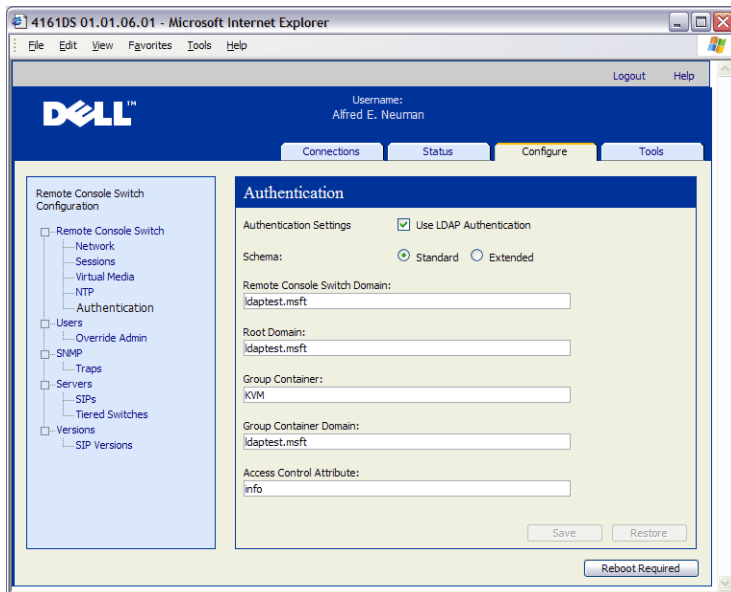 4161DS 01.01.06.01 - Microsoft Internet Explorer
File Edit View Favorites Tools Help
Logout Help
DELL™
Username:
Alfred E. Neuman
Connections Status Configure Tools
Remote Console Switch
Configuration
Remote Console Switch
Network
Sessions
Virtual Media
NTP
Authentication
Users
Override Admin
SNMP
Traps
Servers
SIPs
Tiered Switches
Versions
SIP Versions
Authentication
Authentication Settings Use LDAP Authentication
Schema: Standard Extended
Remote Console Switch Domain:
ldaptest.msft
Root Domain:
ldaptest.msft
Group Container:
KVM
Group Container Domain:
ldaptest.msft
Access Control Attribute:
info
Save Restore
Reboot Required